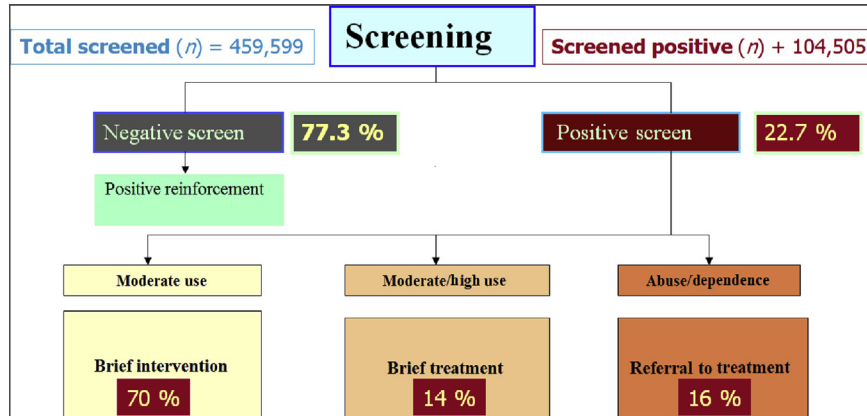 Total screened (n) = 459,599
Screening
Screened positive (n) + 104,505
Negative screen
77.3 %
Positive screen
22.7 %
Positive reinforcement
Moderate use
Moderate/high use
Abuse/dependence
Brief intervention
70 %
Brief treatment
14 %
Referral to treatment
16 %